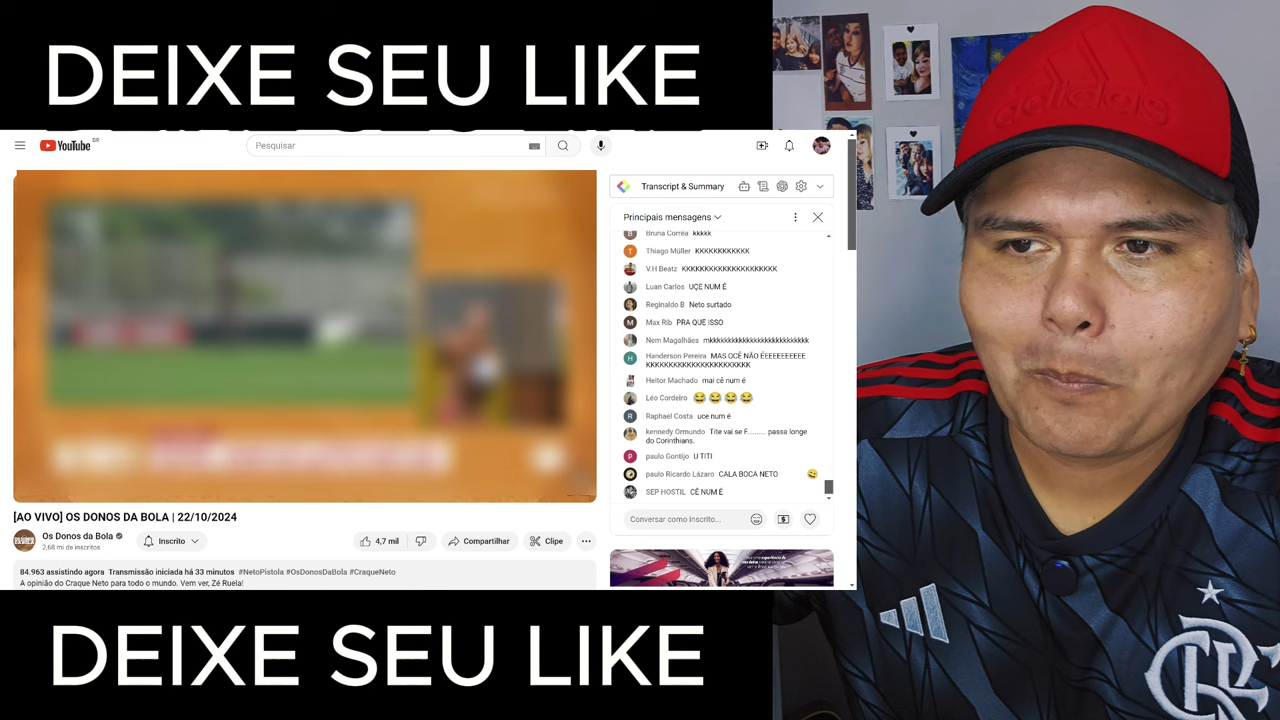 DEIXE SEU LIKE
YouTube BR
Pesquisar
Transcript & Summary
Principais mensagens
Bruna Corrêa kkkkk
Thiago Müller KKKKKKKKKKKK
V.H Beatz KKKKKKKKKKKKKKKKKKKKK
Luan Carlos UÇE NUM É
Reginaldo B Neto surtado
M Max Rib PRA QUE ISSO
Nem Magalhães mkkkkkkkkkkkkkkkkkkkkkkkkkk
H Handerson Pereira MAS OCÊ NÃO ÉEEEEEEEEEE
KKKKKKKKKKKKKKKKKKKKKKK
Heitor Machado mai cê num é
Léo Cordeiro 😂😂😂😂
R Raphael Costa uce num é
kennedy Ormundo Tite vai se F.......... passa longe
do Corinthians.
P paulo Gontijo U TITI
paulo Ricardo Lázaro CALA BOCA NETO 😄
SEP HOSTIL CÊ NUM É
Conversar como inscrito...
[AO VIVO] OS DONOS DA BOLA | 22/10/2024
Os Donos da Bola
2,68 mi de inscritos
Inscrito
4,7 mil
Compartilhar
Clipe
84.963 assistindo agora Transmissão iniciada há 33 minutos #NetoPistola #OsDonosDaBola #CraqueNeto
A opinião do Craque Neto para todo o mundo. Vem ver, Zé Ruela!
DEIXE SEU LIKE
adidas
CRF